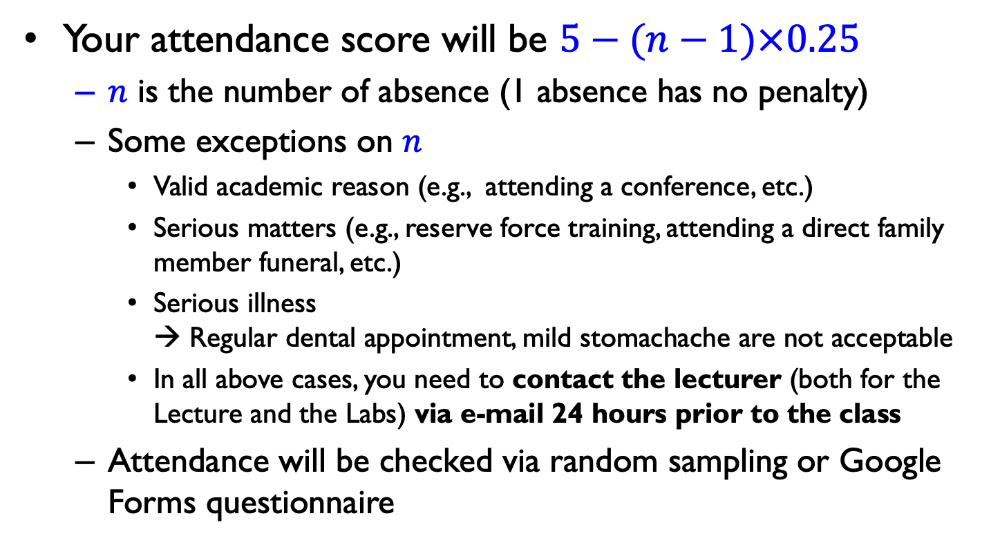 • Your attendance score will be 5 − (n − 1)×0.25
– n is the number of absence (1 absence has no penalty)
– Some exceptions on n
• Valid academic reason (e.g., attending a conference, etc.)
• Serious matters (e.g., reserve force training, attending a direct family
member funeral, etc.)
• Serious illness
→ Regular dental appointment, mild stomachache are not acceptable
• In all above cases, you need to contact the lecturer (both for the
Lecture and the Labs) via e-mail 24 hours prior to the class
– Attendance will be checked via random sampling or Google
Forms questionnaire